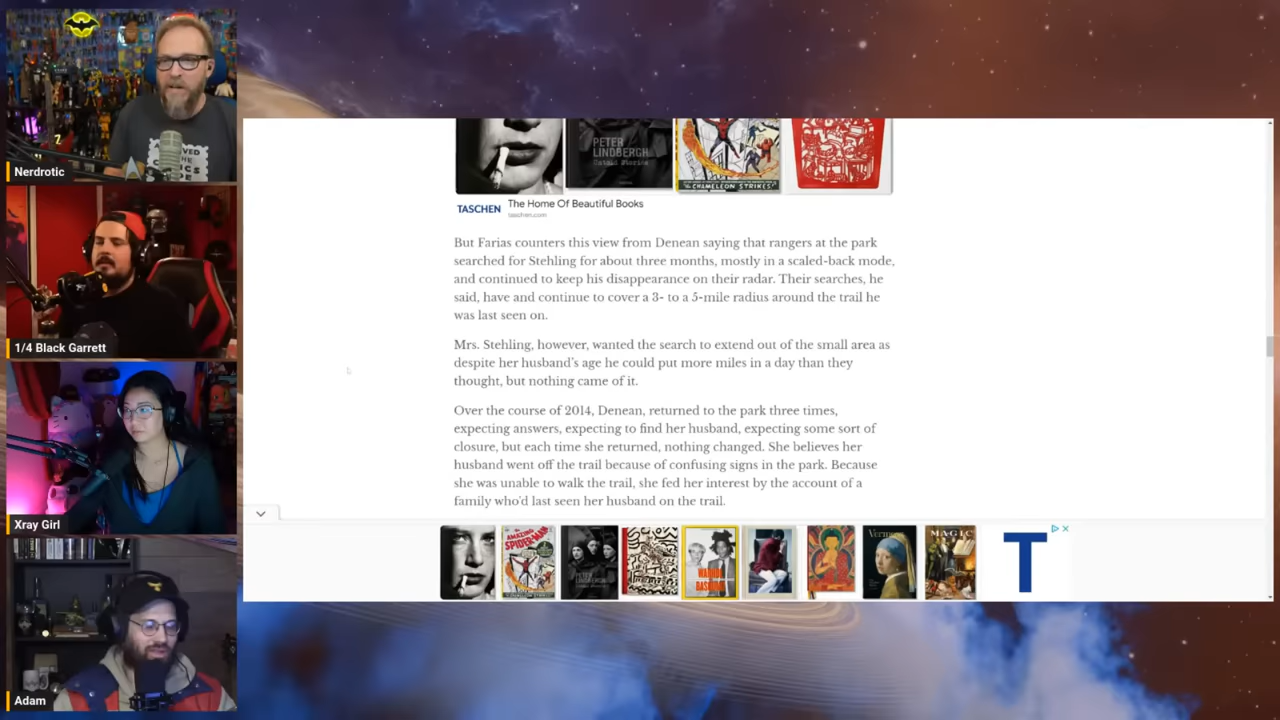 Nerdrotic
1/4 Black Garrett
Xray Girl
Adam
PETER
LINDBERGH
Untold Stories
THE CHAMELEON STRIKES!
TASCHEN
The Home Of Beautiful Books
taschen.com
But Farias counters this view from Denean saying that rangers at the park
searched for Stehling for about three months, mostly in a scaled-back mode,
and continued to keep his disappearance on their radar. Their searches, he
said, have and continue to cover a 3- to a 5-mile radius around the trail he
was last seen on.
Mrs. Stehling, however, wanted the search to extend out of the small area as
despite her husband's age he could put more miles in a day than they
thought, but nothing came of it.
Over the course of 2014, Denean, returned to the park three times,
expecting answers, expecting to find her husband, expecting some sort of
closure, but each time she returned, nothing changed. She believes her
husband went off the trail because of confusing signs in the park. Because
she was unable to walk the trail, she fed her interest by the account of a
family who'd last seen her husband on the trail.
SPIDER-MAN
WARHOL
BASQUIAT
Vermeer
MAGIC
T